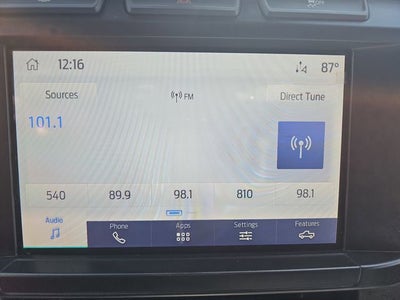 12:16 87°
Sources FM Direct Tune
101.1
540 89.9 98.1 810 98.1
Audio Phone Apps Settings Features